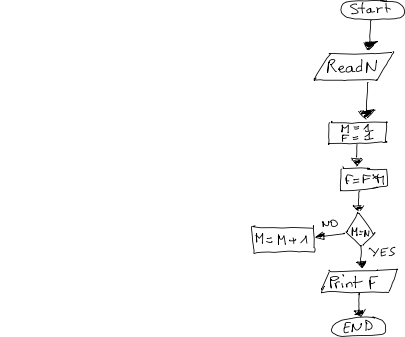 Start
Read N
M = 1
F = 1
F = F * M
M = N
NO
M = M + 1
YES
Print F
END